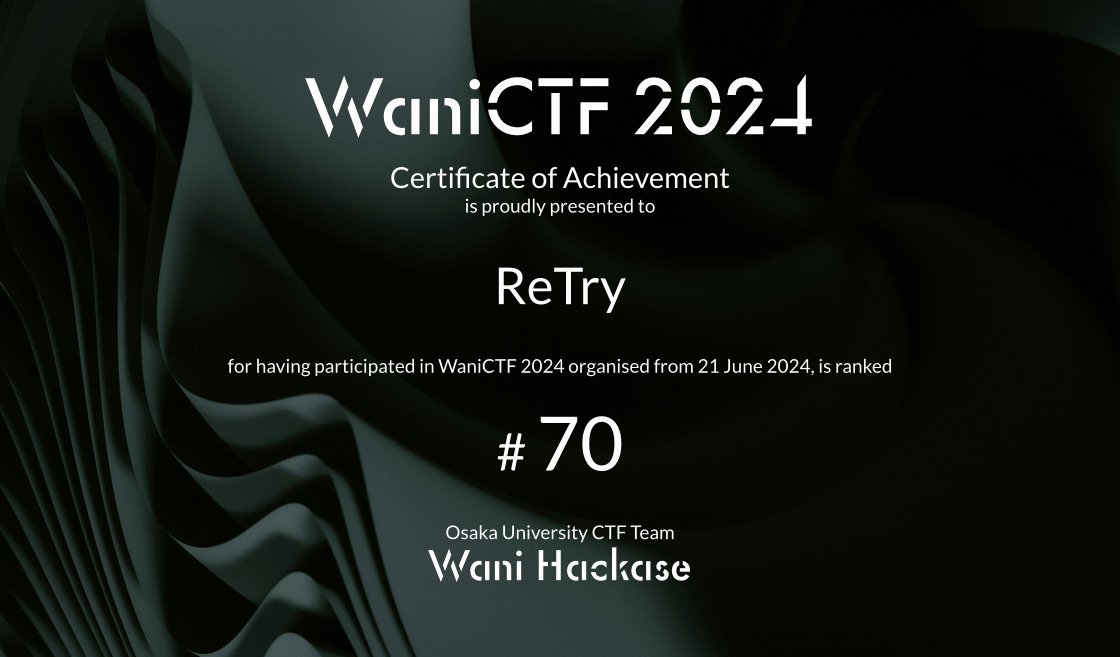 WaniCTF 2024
Certificate of Achievement
is proudly presented to
ReTry
for having participated in WaniCTF 2024 organised from 21 June 2024, is ranked
# 70
Osaka University CTF Team
Wani Hackase